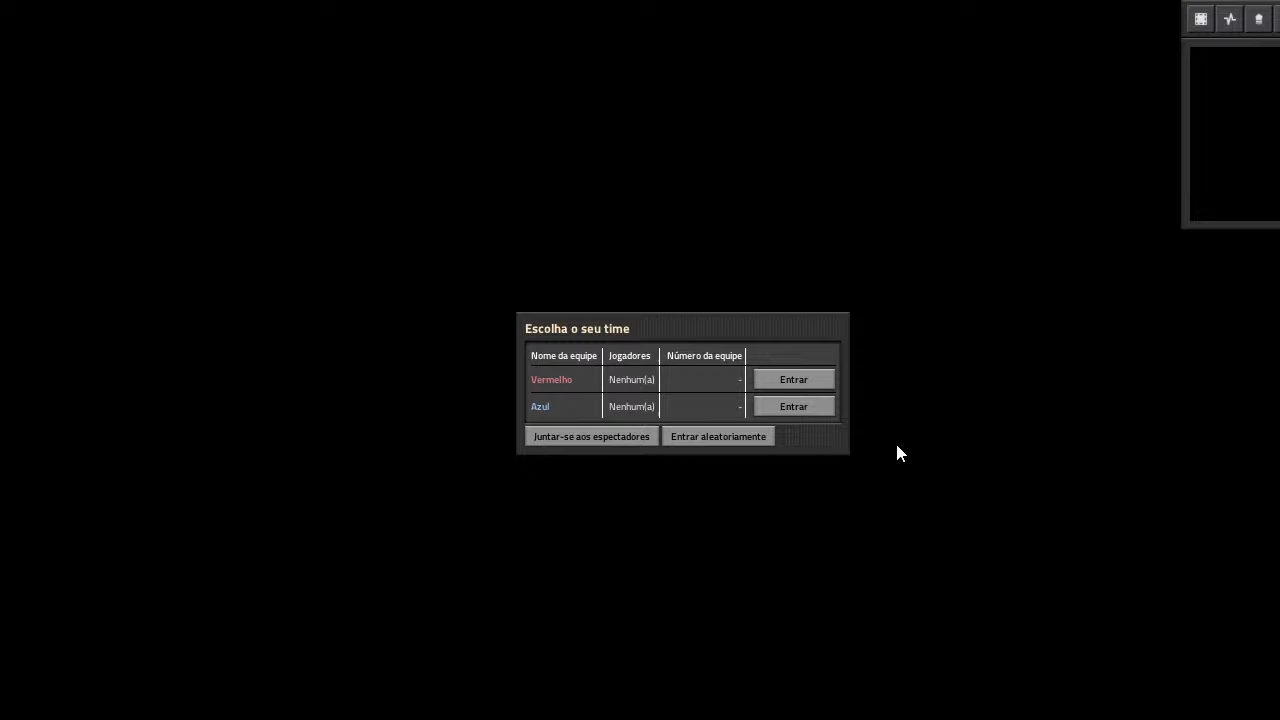 Escolha o seu time
Nome da equipe Jogadores Número da equipe
Vermelho Nenhum(a) - Entrar
Azul Nenhum(a) - Entrar
Juntar-se aos espectadores Entrar aleatoriamente